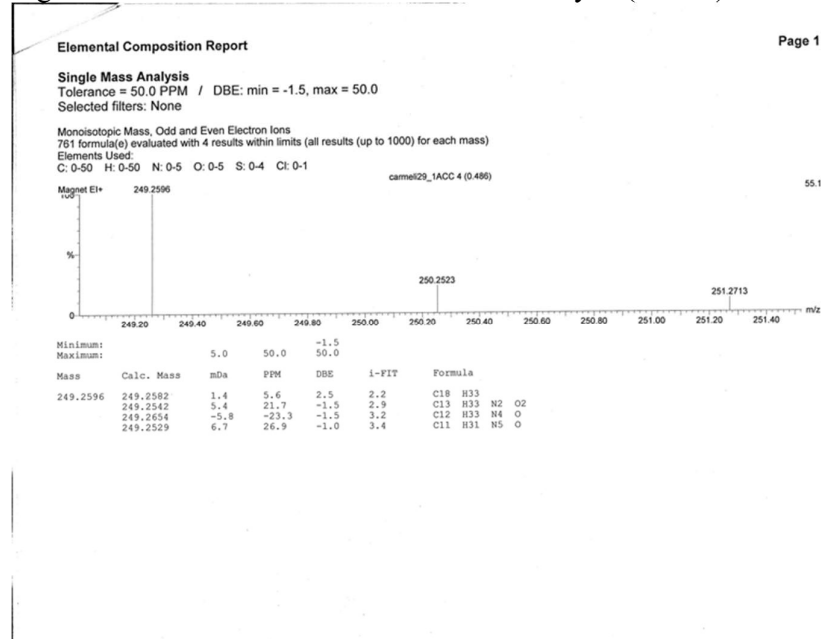 Elemental Composition Report
Page 1
Single Mass Analysis
Tolerance = 50.0 PPM / DBE: min = -1.5, max = 50.0
Selected filters: None
Monoisotopic Mass, Odd and Even Electron Ions
761 formula(e) evaluated with 4 results within limits (all results (up to 1000) for each mass)
Elements Used:
C: 0-50 H: 0-50 N: 0-5 O: 0-5 S: 0-4 Cl: 0-1
carmeli29_1ACC 4 (0.486)
Magnet EI+
55.1
100
249.2596
%
250.2523
251.2713
0
249.20 249.40 249.60 249.80 250.00 250.20 250.40 250.60 250.80 251.00 251.20 251.40 m/z
Minimum: -1.5
Maximum: 5.0 50.0 50.0
Mass Calc. Mass mDa PPM DBE i-FIT Formula
249.2596 249.2582 1.4 5.6 2.5 2.2 C18 H33
249.2542 5.4 21.7 -1.5 2.9 C13 H33 N2 O2
249.2654 -5.8 -23.3 -1.5 3.2 C12 H33 N4 O
249.2529 6.7 26.9 -1.0 3.4 C11 H31 N5 O